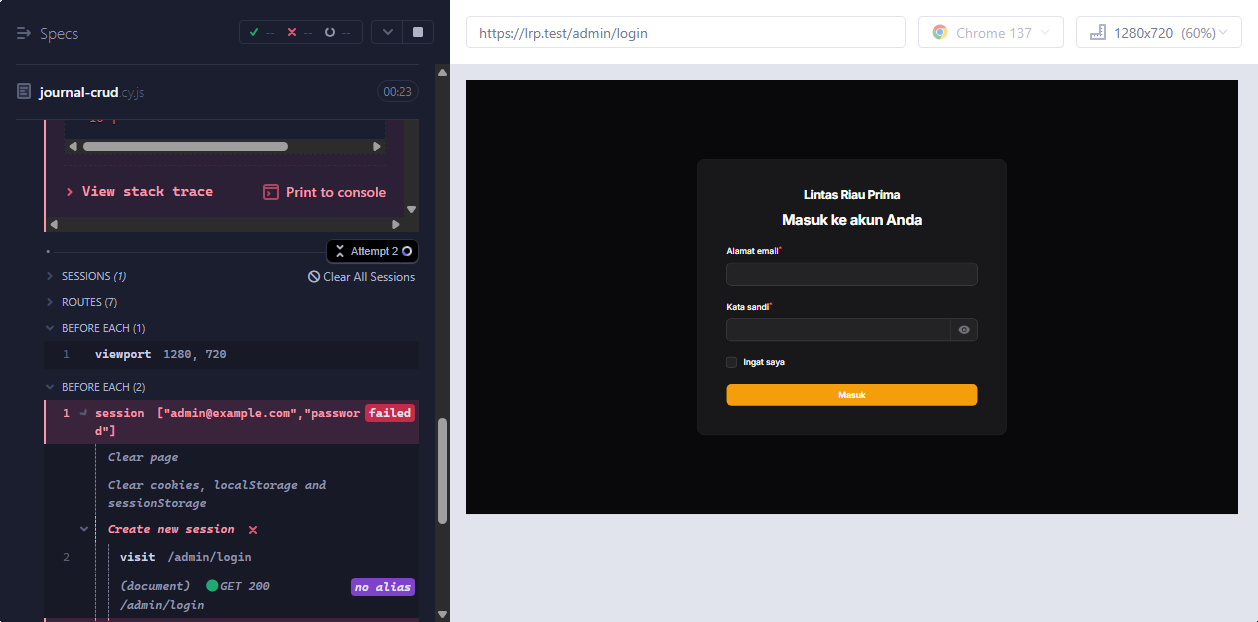 Specs
-- -- --
https://lrp.test/admin/login
Chrome 137
1280x720 (60%)
journal-crud.cy.js
00:23
View stack trace
Print to console
Attempt 2
SESSIONS (1)
Clear All Sessions
ROUTES (7)
BEFORE EACH (1)
1 viewport 1280, 720
BEFORE EACH (2)
1 session ["admin@example.com","passwor failed
d"]
Clear page
Clear cookies, localStorage and
sessionStorage
Create new session
2 visit /admin/login
(document) GET 200 no alias
/admin/login
Lintas Riau Prima
Masuk ke akun Anda
Alamat email*
Kata sandi*
Ingat saya
Masuk